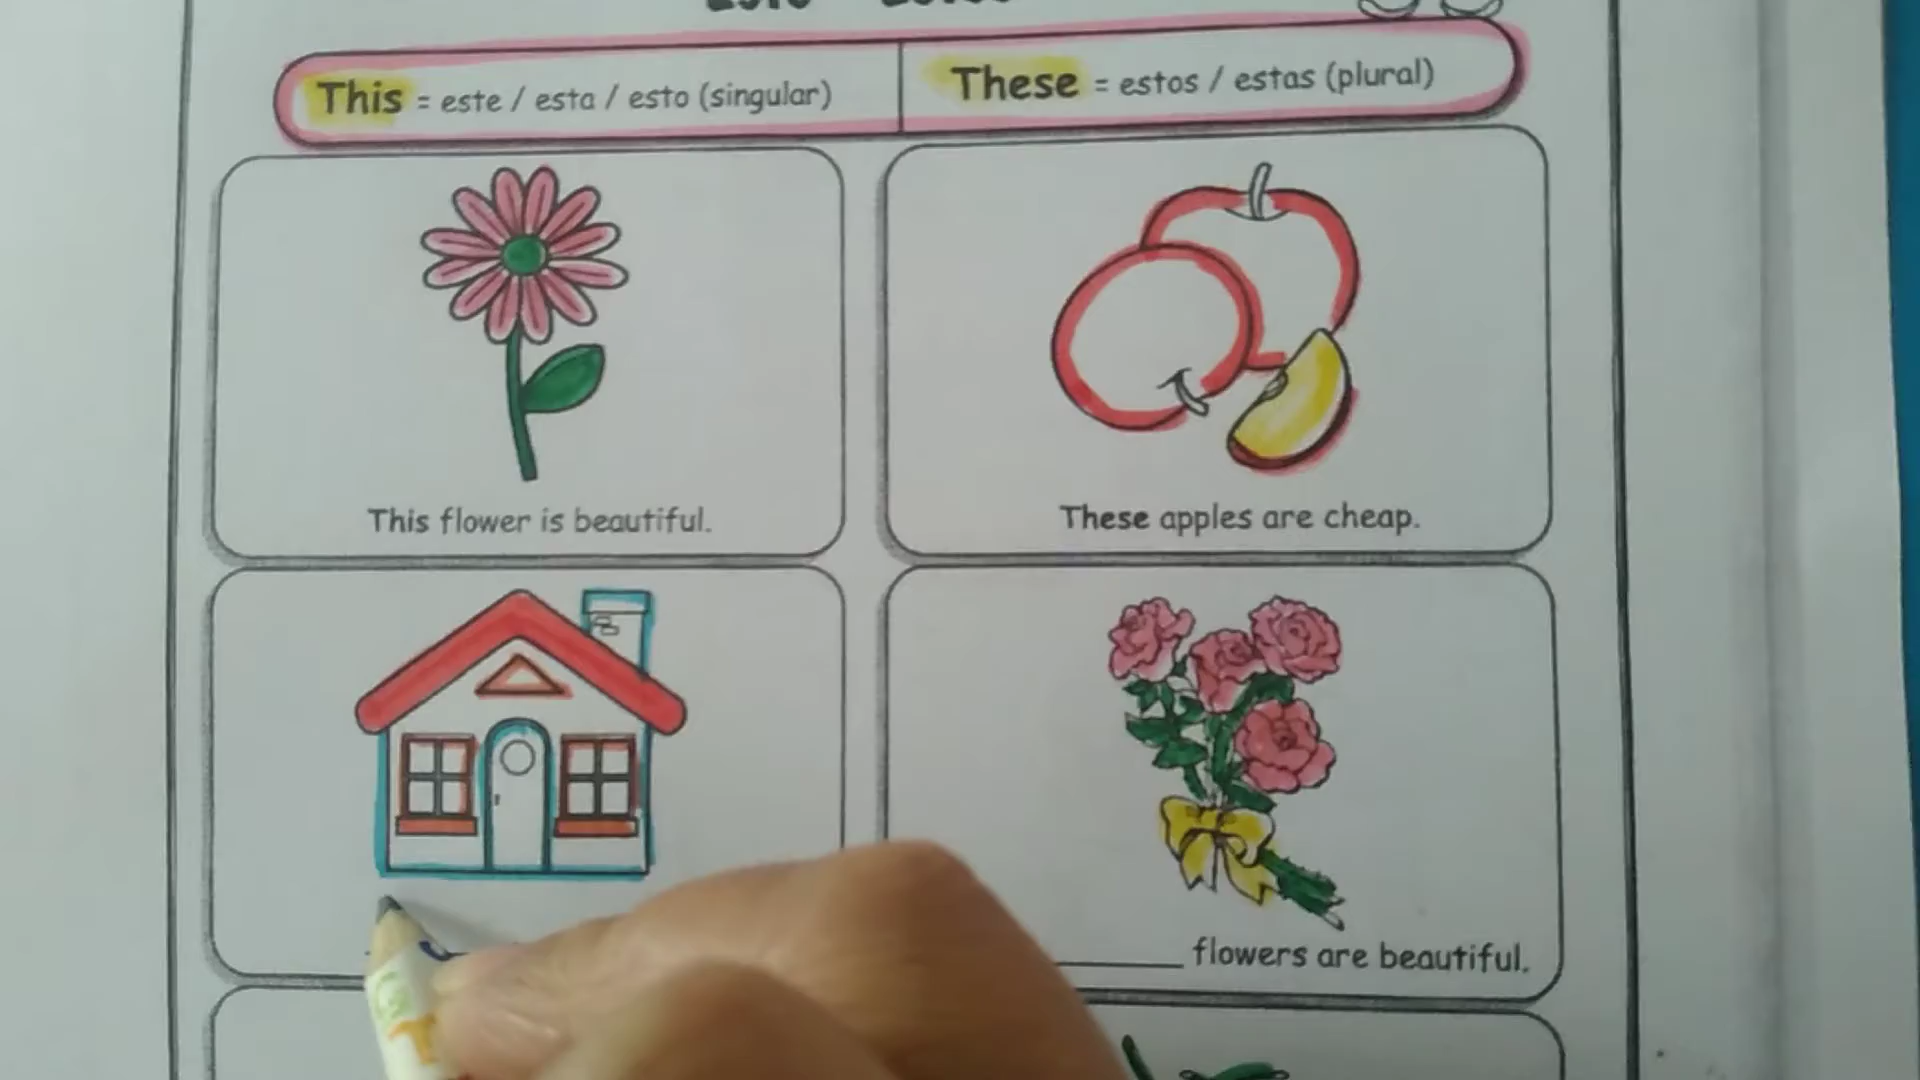 This = este / esta / esto (singular)
These = estos / estas (plural)
This flower is beautiful.
These apples are cheap.
flowers are beautiful.